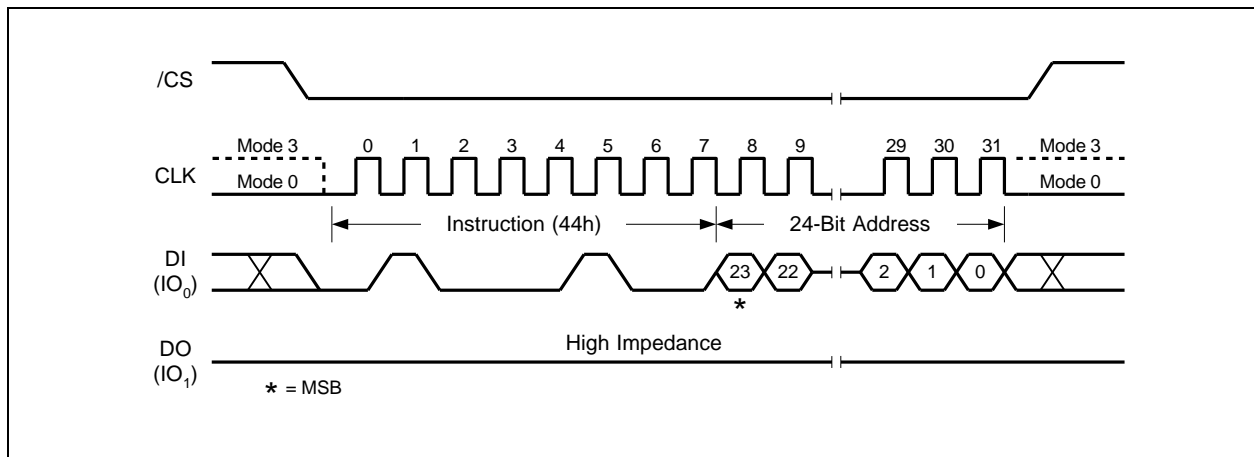 /CS
Mode 3 0 1 2 3 4 5 6 7 8 9 29 30 31 Mode 3
CLK
Mode 0 Mode 0
Instruction (44h) 24-Bit Address
DI
(IO0)
23 22 2 1 0
*
High Impedance
DO
(IO1)
* = MSB